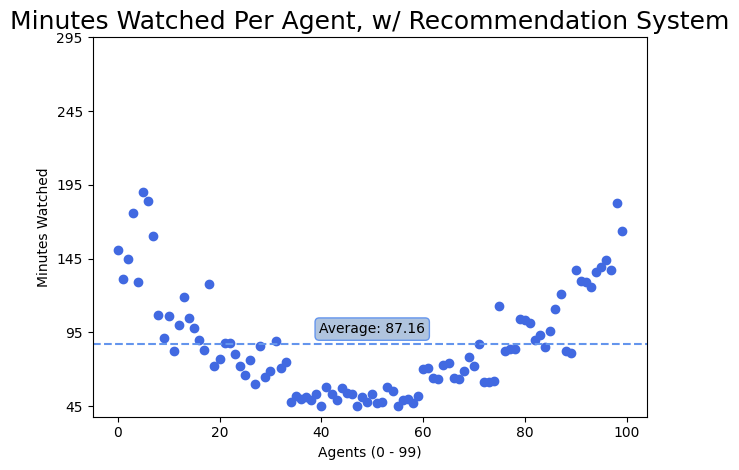 Minutes Watched Per Agent, w/ Recommendation System
295
245
195
145
95
45
Minutes Watched
Average: 87.16
0 20 40 60 80 100
Agents (0 - 99)